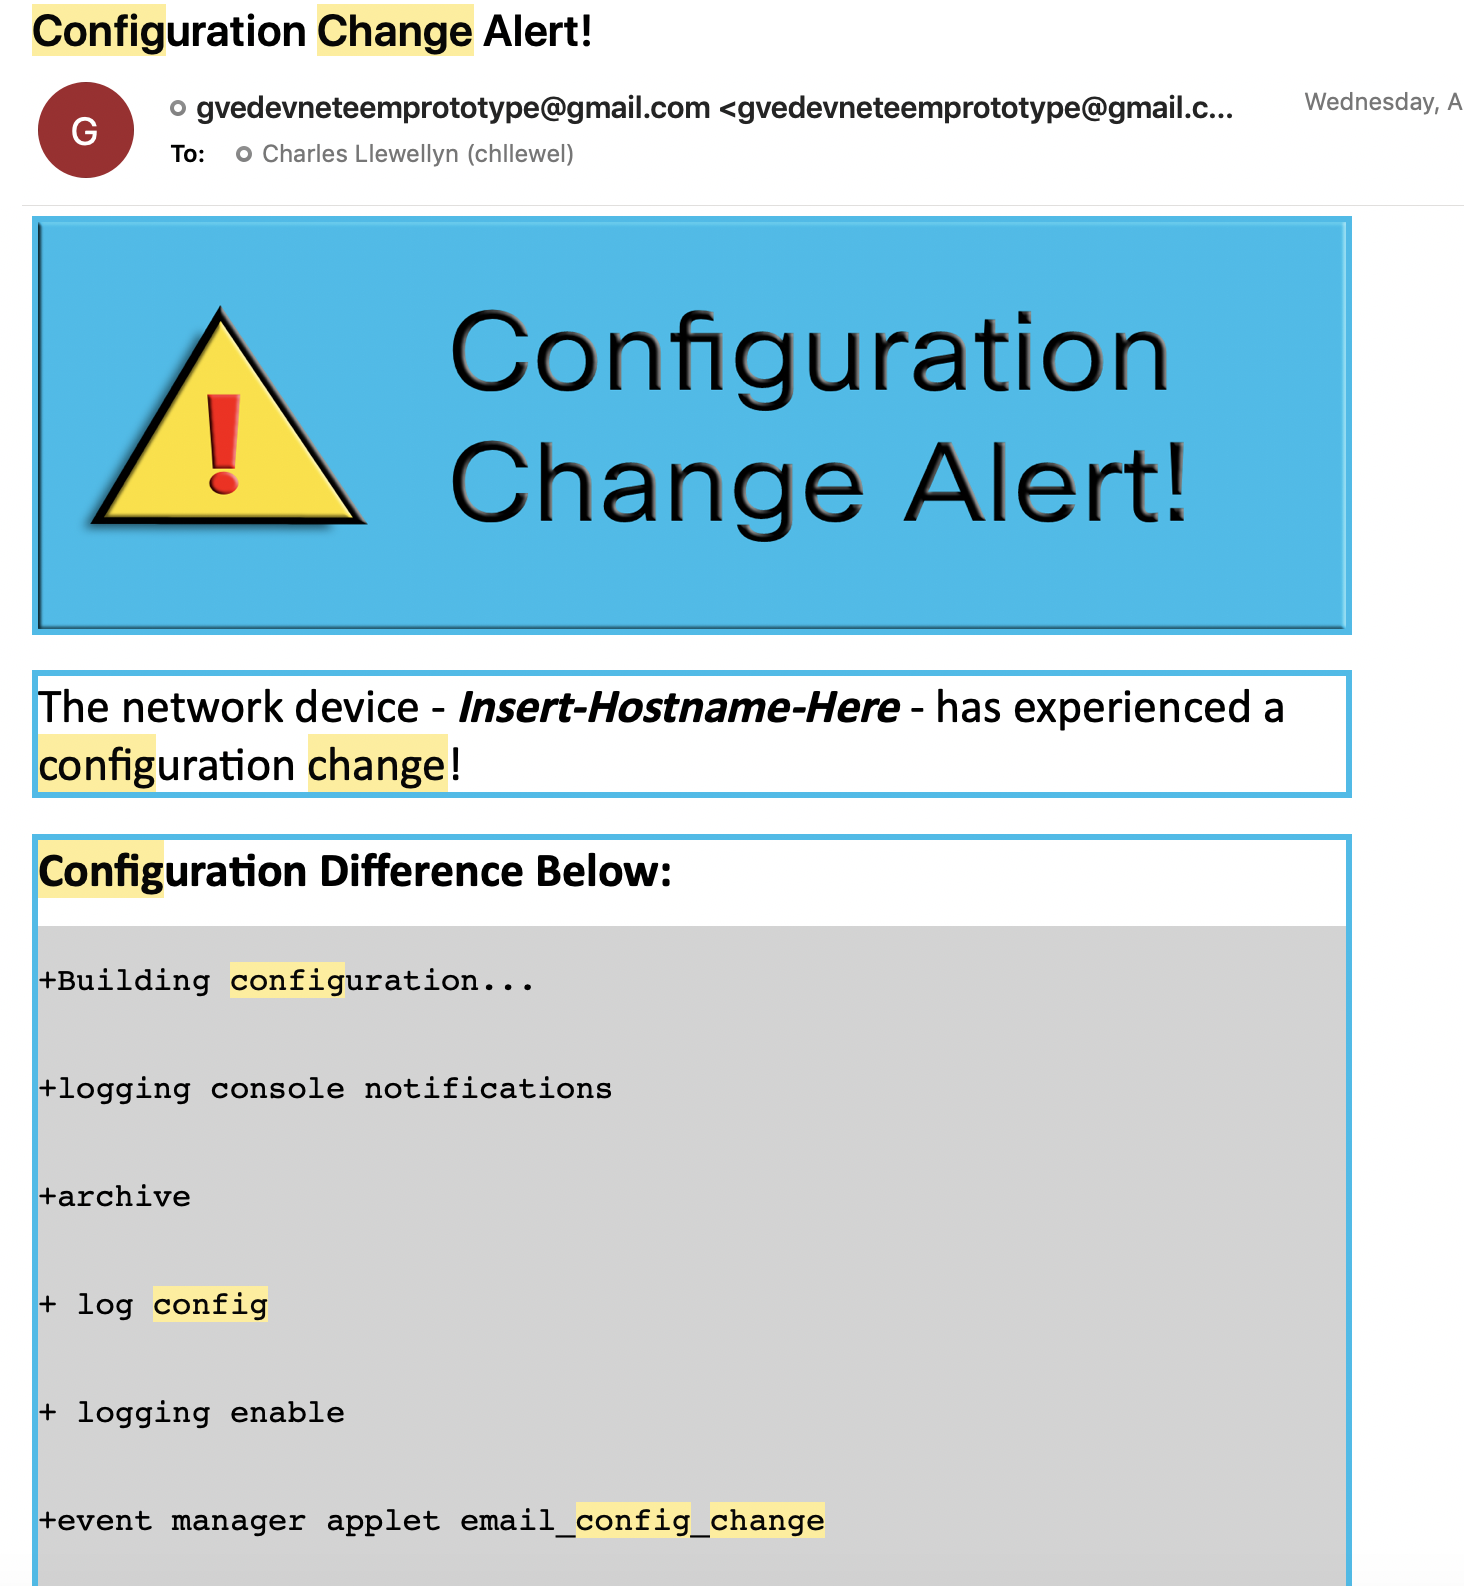 Configuration Change Alert!
G
gvedevneteemprototype@gmail.com <gvedevneteemprototype@gmail.c...
Wednesday, A
To: Charles Llewellyn (chllewel)
!
Configuration
Change Alert!
The network device - Insert-Hostname-Here - has experienced a
configuration change!
Configuration Difference Below:
+Building configuration...
+logging console notifications
+archive
+ log config
+ logging enable
+event manager applet email_config_change